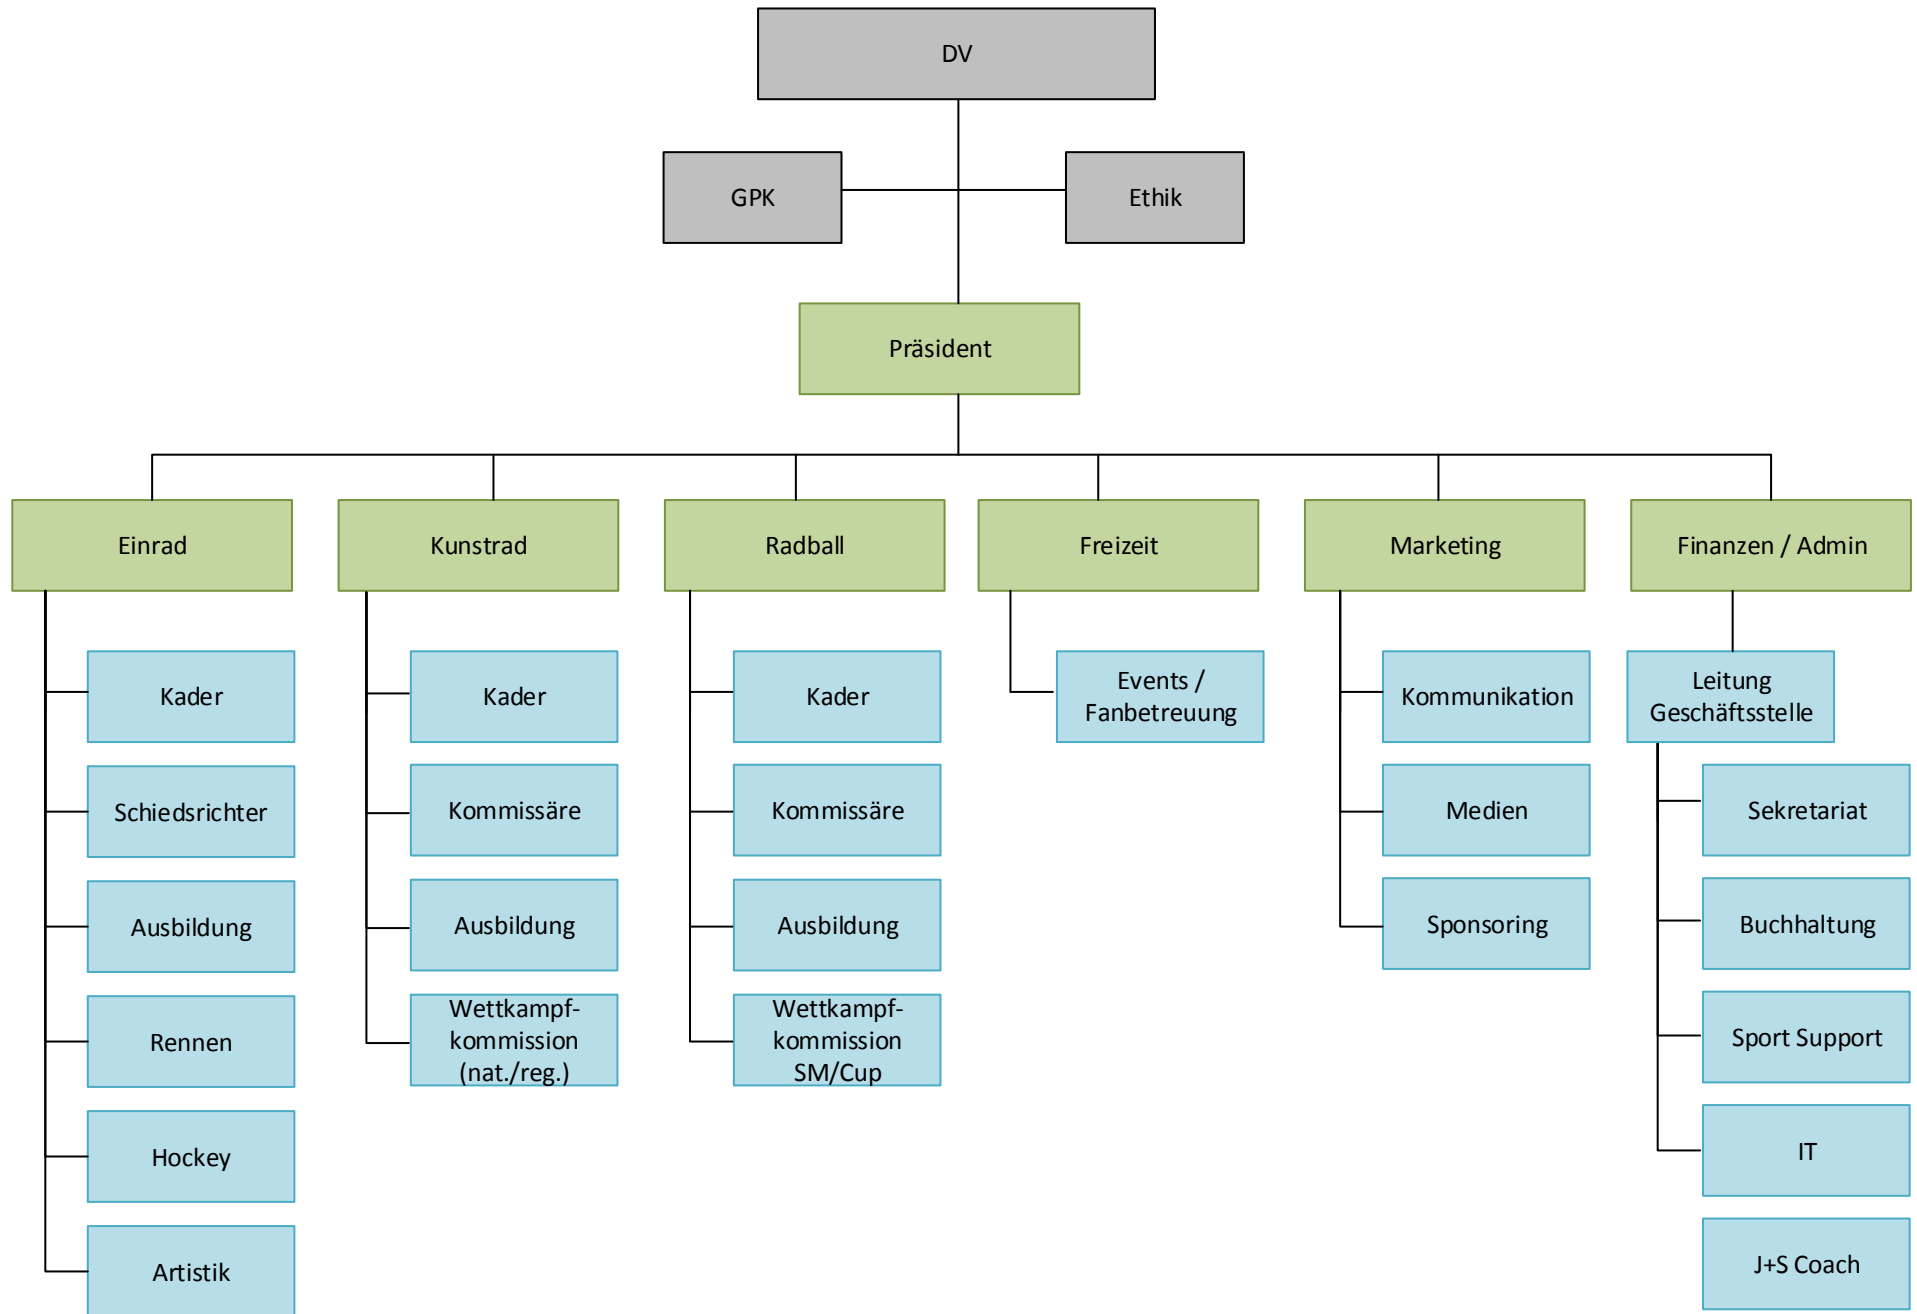 DV
GPK
Ethik
Präsident
Einrad
Kunstrad
Radball
Freizeit
Marketing
Finanzen / Admin
Kader
Schiedsrichter
Ausbildung
Rennen
Hockey
Artistik
Kader
Kommissäre
Ausbildung
Wettkampf-
kommission
(nat./reg.)
Kader
Kommissäre
Ausbildung
Wettkampf-
kommission
SM/Cup
Events /
Fanbetreuung
Kommunikation
Medien
Sponsoring
Leitung
Geschäftsstelle
Sekretariat
Buchhaltung
Sport Support
IT
J+S Coach